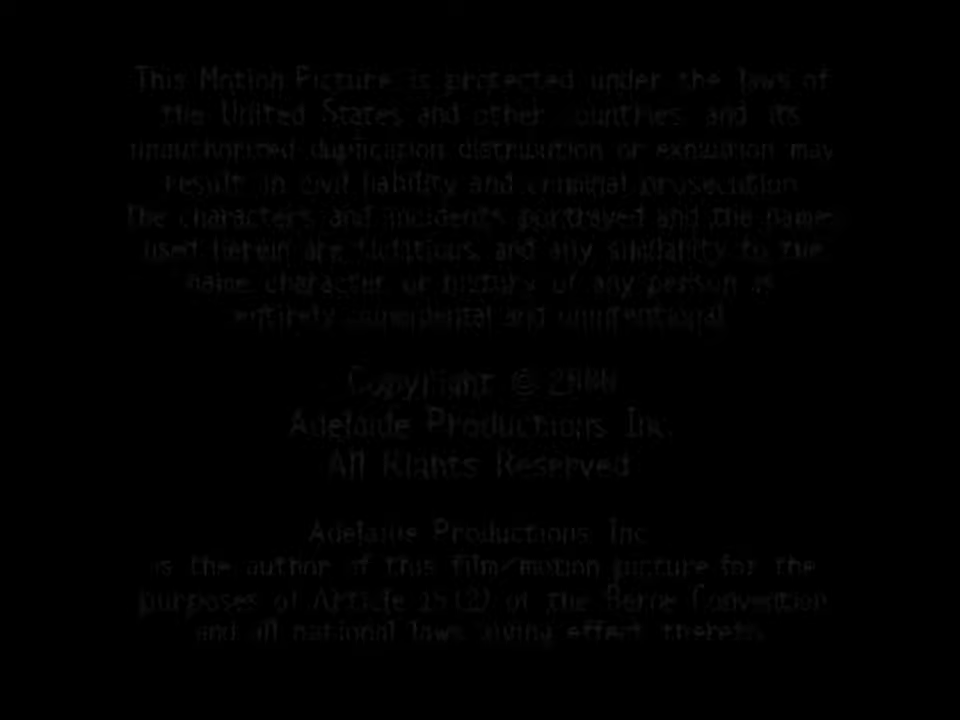 This Motion Picture is protected under the laws of
the United States and other countries and its
unauthorized duplication distribution or exhibition may
result in civil liability and criminal prosecution
The characters and incidents portrayed and the name
used herein are fictitious and any similarity to the
name character or history of any person is
entirely coincidental and unintentional
Copyright ©
Adelaide Productions Inc.
All Rights Reserved
Adelaide Productions Inc
is the author of this film/motion picture for the
purposes of Article 15 (2) of the Berne Convention
and all national laws giving effect thereto